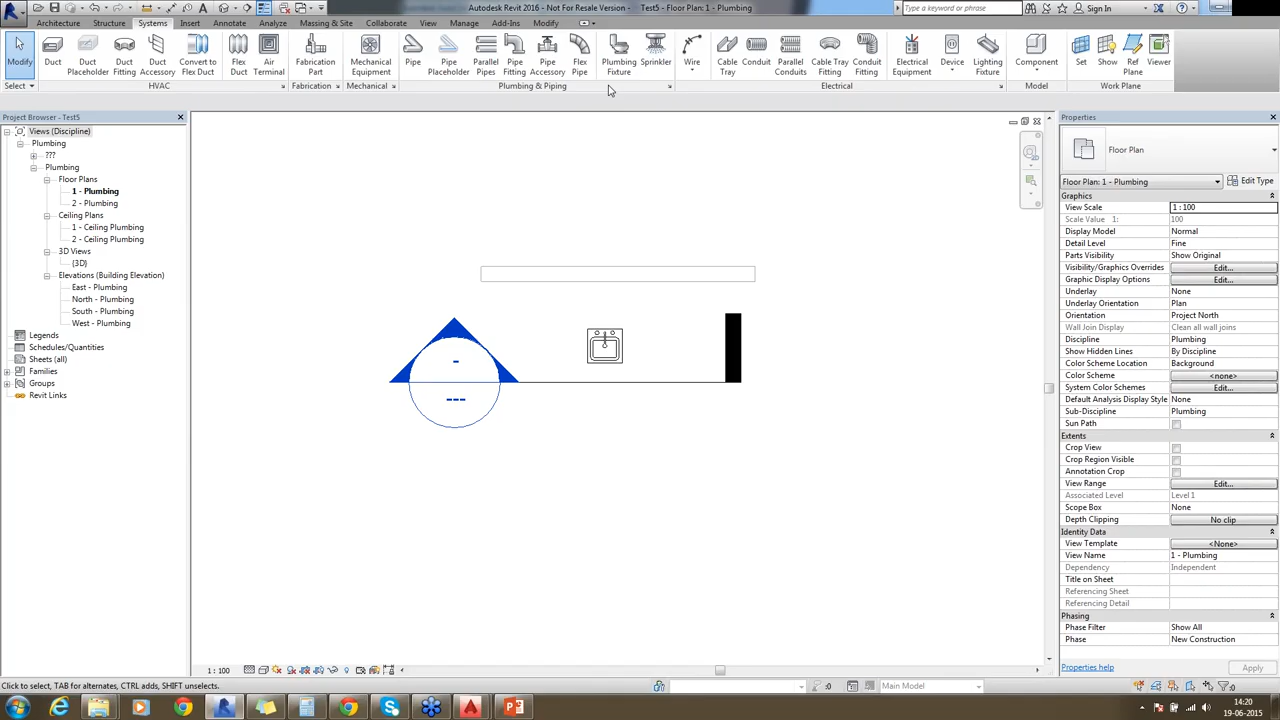 Autodesk Revit 2016 - Not For Resale Version - Test5 - Floor Plan: 1 - Plumbing
Type a keyword or phrase
Sign In
Architecture Structure Systems Insert Annotate Analyze Massing & Site Collaborate View Manage Add-Ins Modify
Modify
Duct
Duct Placeholder
Duct Fitting
Duct Accessory
Convert to Flex Duct
Flex Duct
Air Terminal
Fabrication Part
Mechanical Equipment
Pipe
Pipe Placeholder
Parallel Pipes
Pipe Fitting
Pipe Accessory
Flex Pipe
Plumbing Fixture
Sprinkler
Wire
Cable Tray
Conduit
Parallel Conduits
Cable Tray Fitting
Conduit Fitting
Electrical Equipment
Device
Lighting Fixture
Component
Set
Show
Ref Plane
Viewer
Select HVAC Fabrication Mechanical Plumbing & Piping Electrical Model Work Plane
Project Browser - Test5
Views (Discipline)
Plumbing
???
Plumbing
Floor Plans
1 - Plumbing
2 - Plumbing
Ceiling Plans
1 - Ceiling Plumbing
2 - Ceiling Plumbing
3D Views
{3D}
Elevations (Building Elevation)
East - Plumbing
North - Plumbing
South - Plumbing
West - Plumbing
Legends
Schedules/Quantities
Sheets (all)
Families
Groups
Revit Links
-
---
Properties
Floor Plan
Floor Plan: 1 - Plumbing Edit Type
Graphics
View Scale 1 : 100
Scale Value 1: 100
Display Model Normal
Detail Level Fine
Parts Visibility Show Original
Visibility/Graphics Overrides Edit...
Graphic Display Options Edit...
Underlay None
Underlay Orientation Plan
Orientation Project North
Wall Join Display Clean all wall joins
Discipline Plumbing
Show Hidden Lines By Discipline
Color Scheme Location Background
Color Scheme <none>
System Color Schemes Edit...
Default Analysis Display Style None
Sub-Discipline Plumbing
Sun Path
Extents
Crop View
Crop Region Visible
Annotation Crop
View Range Edit...
Associated Level Level 1
Scope Box None
Depth Clipping No clip
Identity Data
View Template <None>
View Name 1 - Plumbing
Dependency Independent
Title on Sheet
Referencing Sheet
Referencing Detail
Phasing
Phase Filter Show All
Phase New Construction
Properties help Apply
1 : 100
Click to select, TAB for alternates, CTRL adds, SHIFT unselects.
:0
Main Model
:0
14:20
19-06-2015